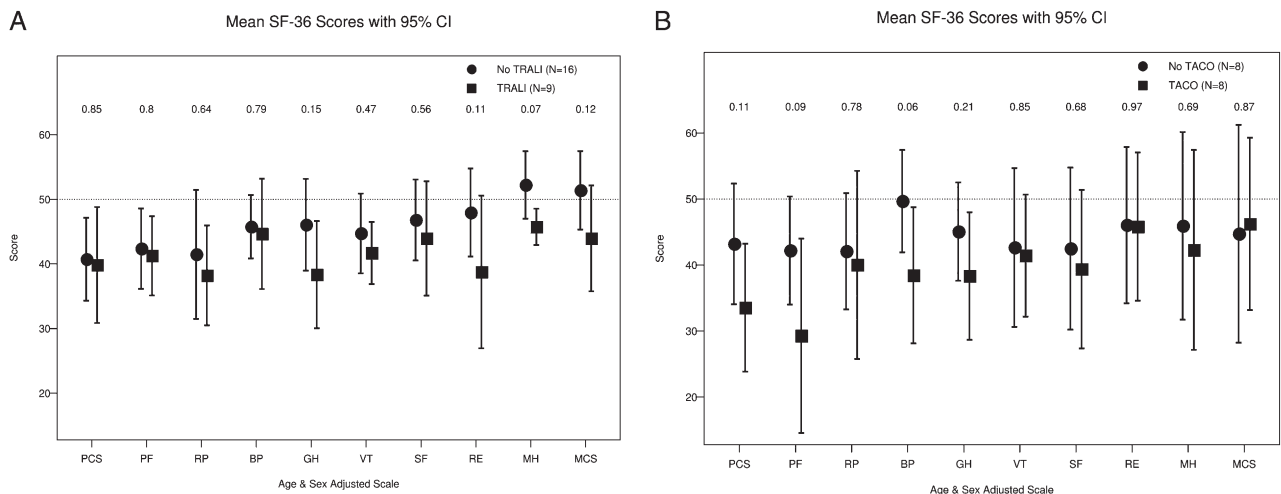 A
Mean SF-36 Scores with 95% CI
No TRALI (N=16)
TRALI (N=9)
0.85 0.8 0.64 0.79 0.15 0.47 0.56 0.11 0.07 0.12
60
50
40
30
20
Score
PCS PF RP BP GH VT SF RE MH MCS
Age & Sex Adjusted Scale
B
Mean SF-36 Scores with 95% CI
No TACO (N=8)
TACO (N=8)
0.11 0.09 0.78 0.06 0.21 0.85 0.68 0.97 0.69 0.87
60
50
40
30
20
Score
PCS PF RP BP GH VT SF RE MH MCS
Age & Sex Adjusted Scale